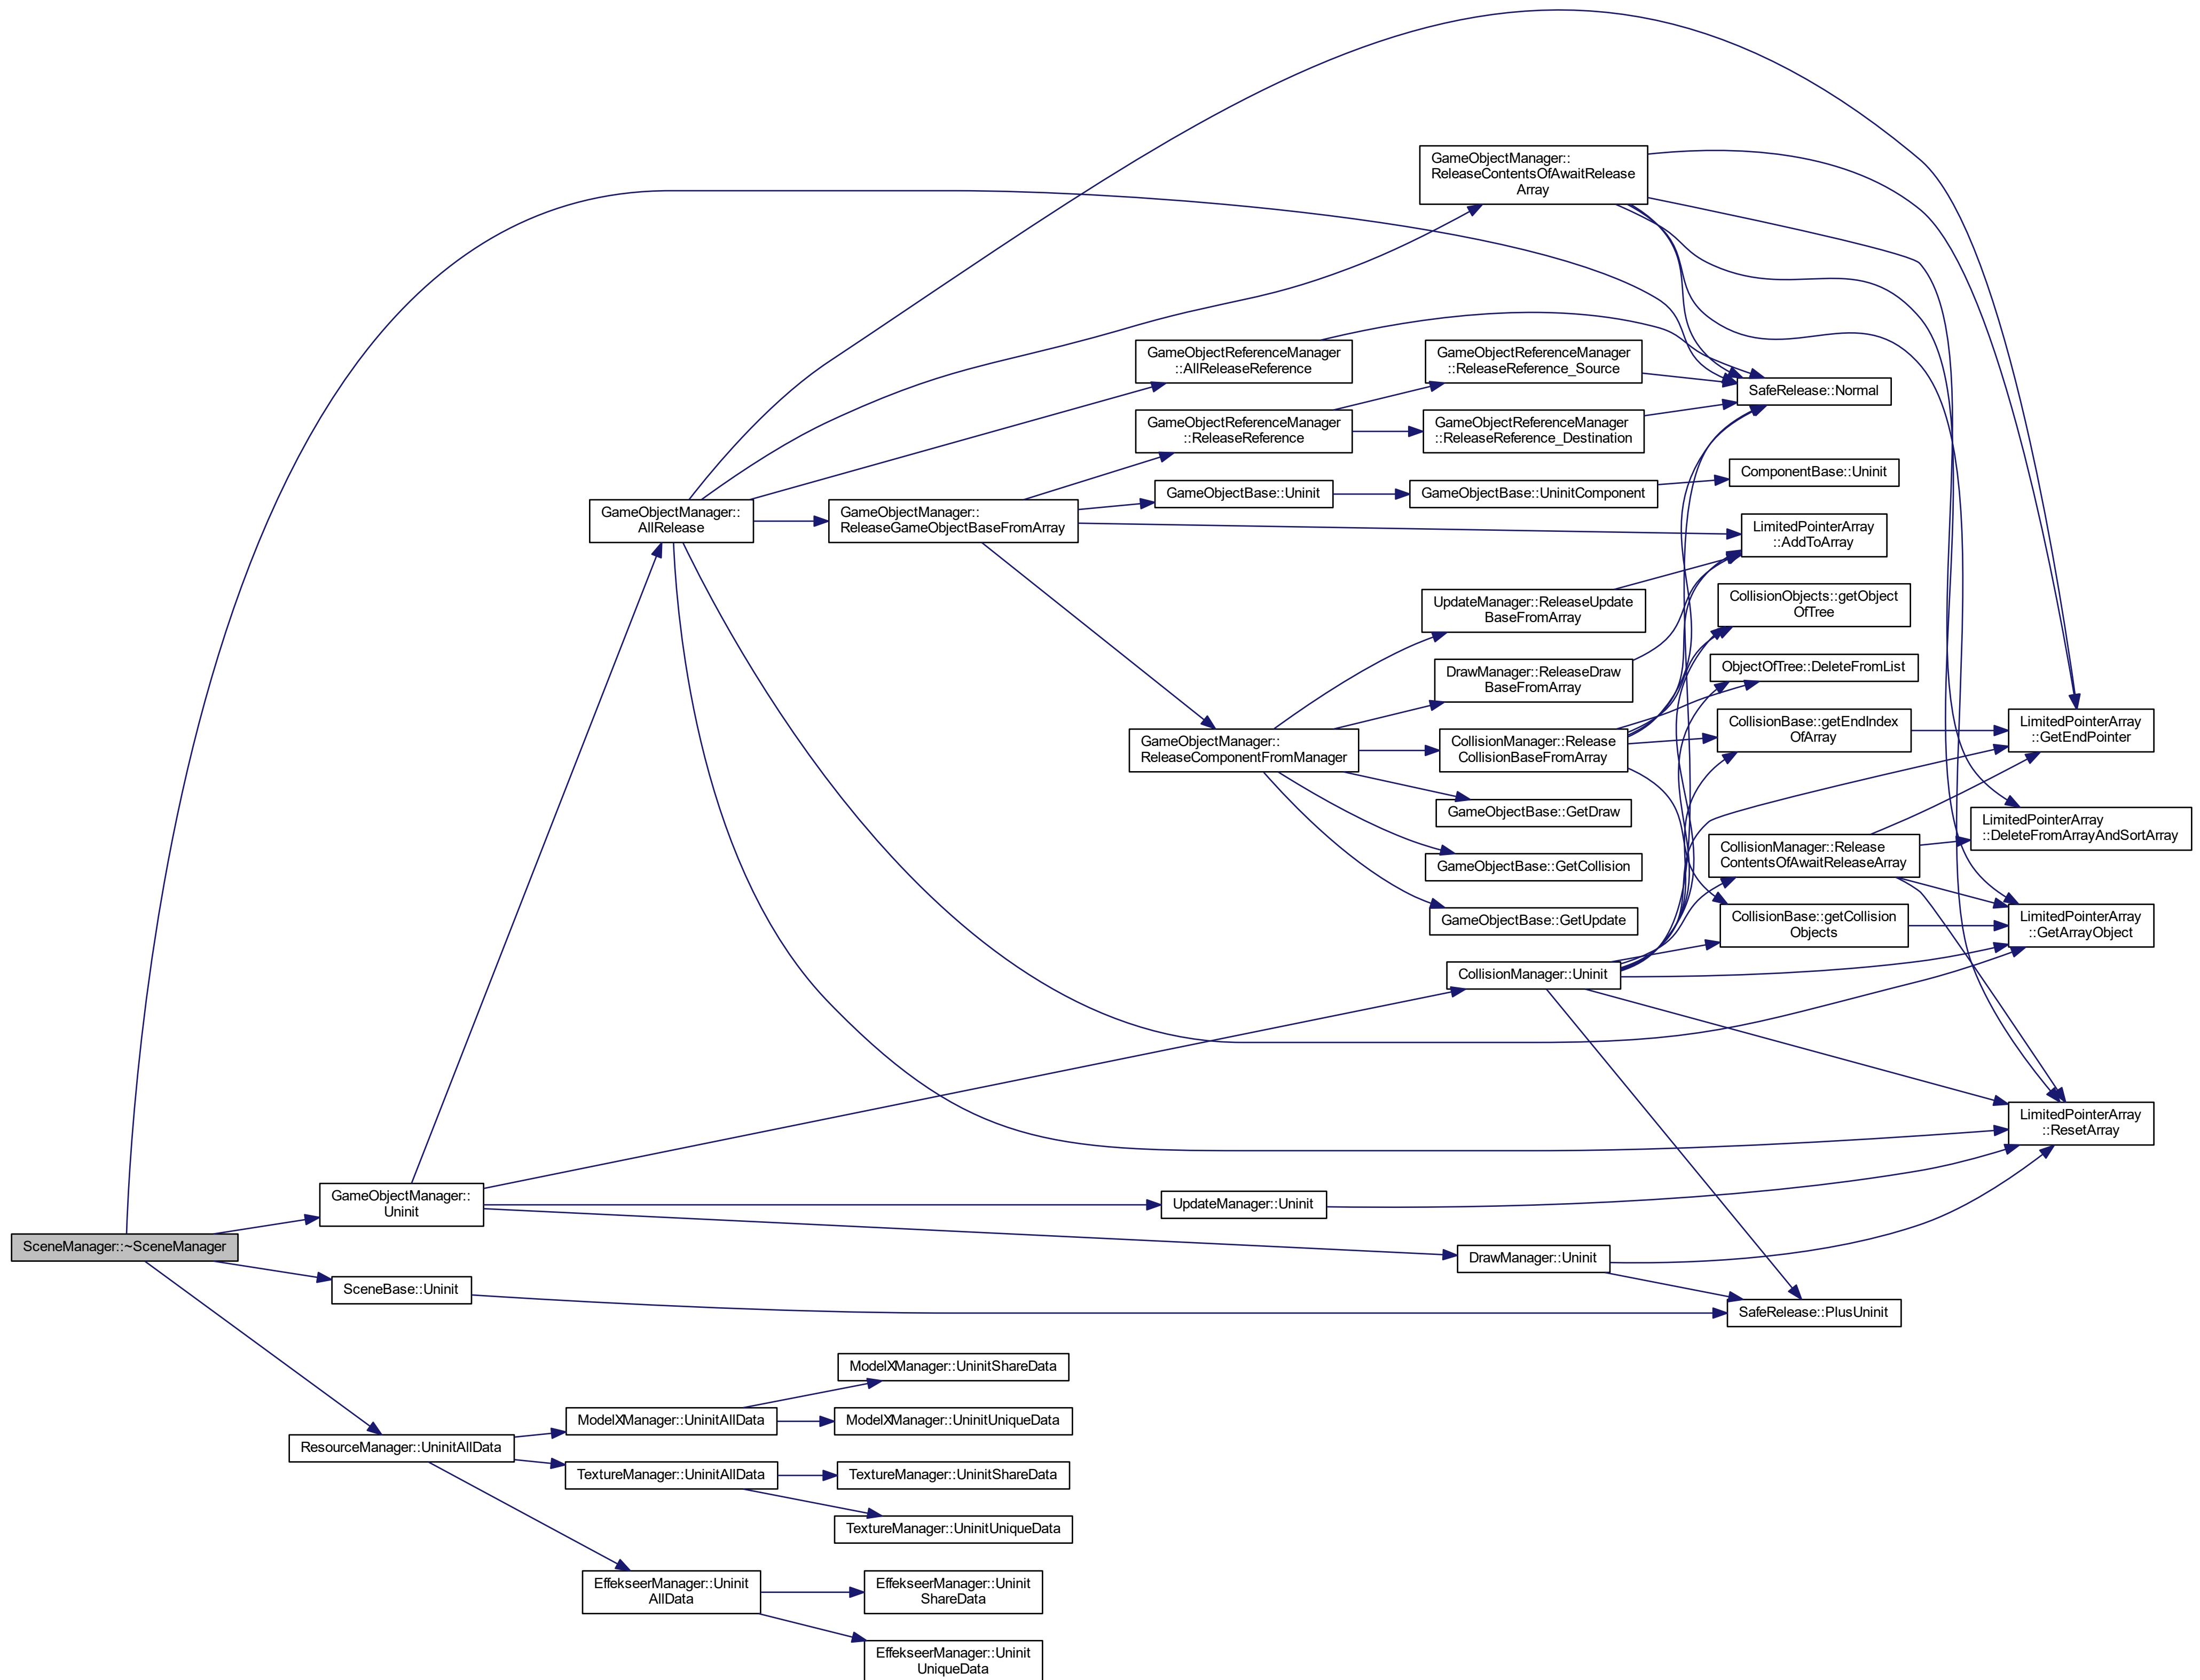 SceneManager::~SceneManager
GameObjectManager::
Uninit
SceneBase::Uninit
ResourceManager::UninitAllData
GameObjectManager::
AllRelease
ModelXManager::UninitAllData
TextureManager::UninitAllData
EffekseerManager::Uninit
AllData
GameObjectManager::
ReleaseGameObjectBaseFromArray
ModelXManager::UninitShareData
ModelXManager::UninitUniqueData
TextureManager::UninitShareData
TextureManager::UninitUniqueData
EffekseerManager::Uninit
ShareData
EffekseerManager::Uninit
UniqueData
GameObjectReferenceManager
::AllReleaseReference
GameObjectReferenceManager
::ReleaseReference
GameObjectBase::Uninit
GameObjectManager::
ReleaseComponentFromManager
UpdateManager::Uninit
GameObjectManager::
ReleaseContentsOfAwaitRelease
Array
GameObjectReferenceManager
::ReleaseReference_Source
GameObjectReferenceManager
::ReleaseReference_Destination
GameObjectBase::UninitComponent
UpdateManager::ReleaseUpdate
BaseFromArray
DrawManager::ReleaseDraw
BaseFromArray
CollisionManager::Release
CollisionBaseFromArray
GameObjectBase::GetDraw
GameObjectBase::GetCollision
GameObjectBase::GetUpdate
CollisionManager::Uninit
DrawManager::Uninit
SafeRelease::Normal
ComponentBase::Uninit
LimitedPointerArray
::AddToArray
CollisionObjects::getObject
OfTree
ObjectOfTree::DeleteFromList
CollisionBase::getEndIndex
OfArray
CollisionManager::Release
ContentsOfAwaitReleaseArray
CollisionBase::getCollision
Objects
SafeRelease::PlusUninit
LimitedPointerArray
::GetEndPointer
LimitedPointerArray
::DeleteFromArrayAndSortArray
LimitedPointerArray
::GetArrayObject
LimitedPointerArray
::ResetArray